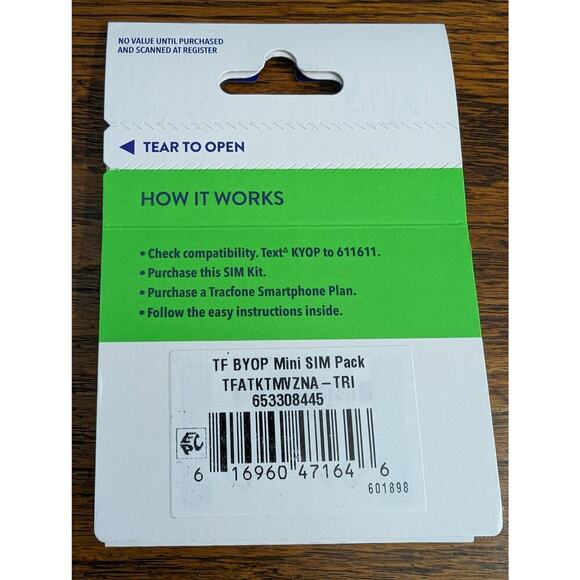 NO VALUE UNTIL PURCHASED
AND SCANNED AT REGISTER
◀ TEAR TO OPEN
HOW IT WORKS
• Check compatibility. Text^Δ KYOP to 611611.
• Purchase this SIM Kit.
• Purchase a Tracfone Smartphone Plan.
• Follow the easy instructions inside.
TF BYOP Mini SIM Pack
TFATKTMVZNA–TRI
653308445
EPC
6 16960 47164 6
601898